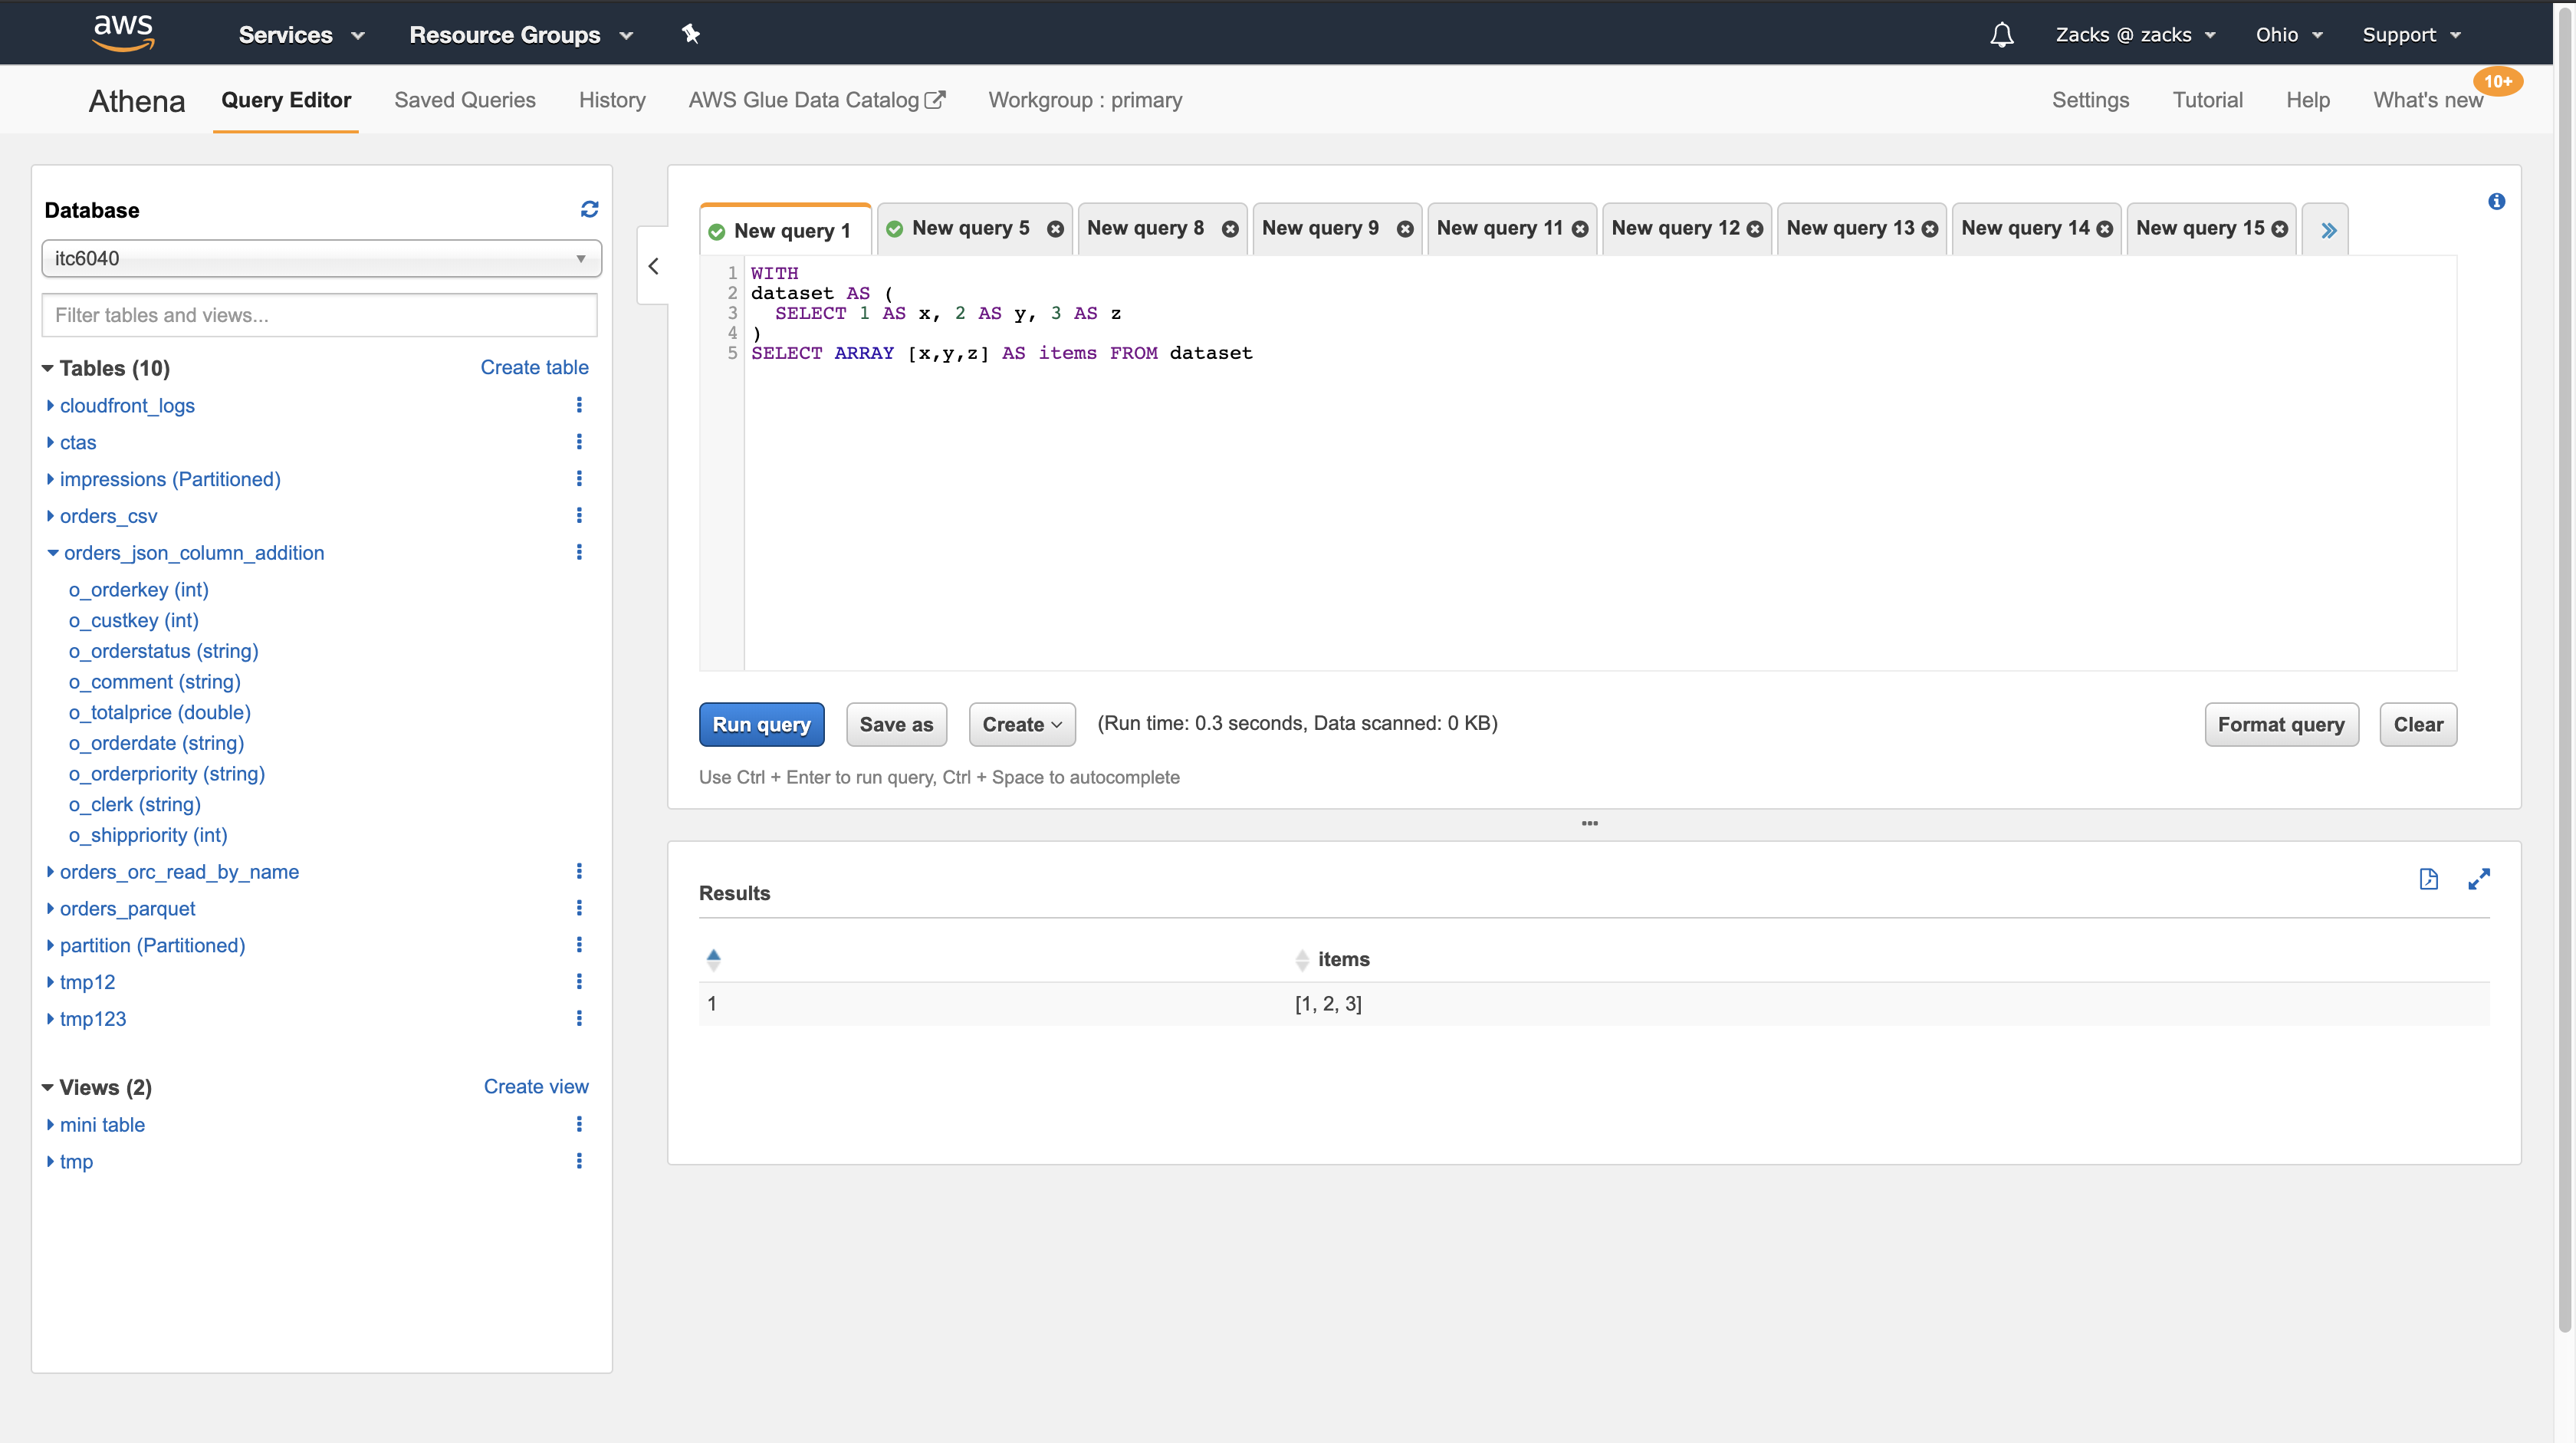 aws Services Resource Groups Zacks @ zacks Ohio Support
Athena Query Editor Saved Queries History AWS Glue Data Catalog Workgroup : primary Settings Tutorial Help What's new 10+
Database
itc6040
Filter tables and views...
Tables (10) Create table
cloudfront_logs
ctas
impressions (Partitioned)
orders_csv
orders_json_column_addition
o_orderkey (int)
o_custkey (int)
o_orderstatus (string)
o_comment (string)
o_totalprice (double)
o_orderdate (string)
o_orderpriority (string)
o_clerk (string)
o_shippriority (int)
orders_orc_read_by_name
orders_parquet
partition (Partitioned)
tmp12
tmp123
Views (2) Create view
mini table
tmp
New query 1 New query 5 New query 8 New query 9 New query 11 New query 12 New query 13 New query 14 New query 15 »
1 WITH
2 dataset AS (
3 SELECT 1 AS x, 2 AS y, 3 AS z
4 )
5 SELECT ARRAY [x,y,z] AS items FROM dataset
Run query Save as Create (Run time: 0.3 seconds, Data scanned: 0 KB) Format query Clear
Use Ctrl + Enter to run query, Ctrl + Space to autocomplete
Results
items
1 [1, 2, 3]